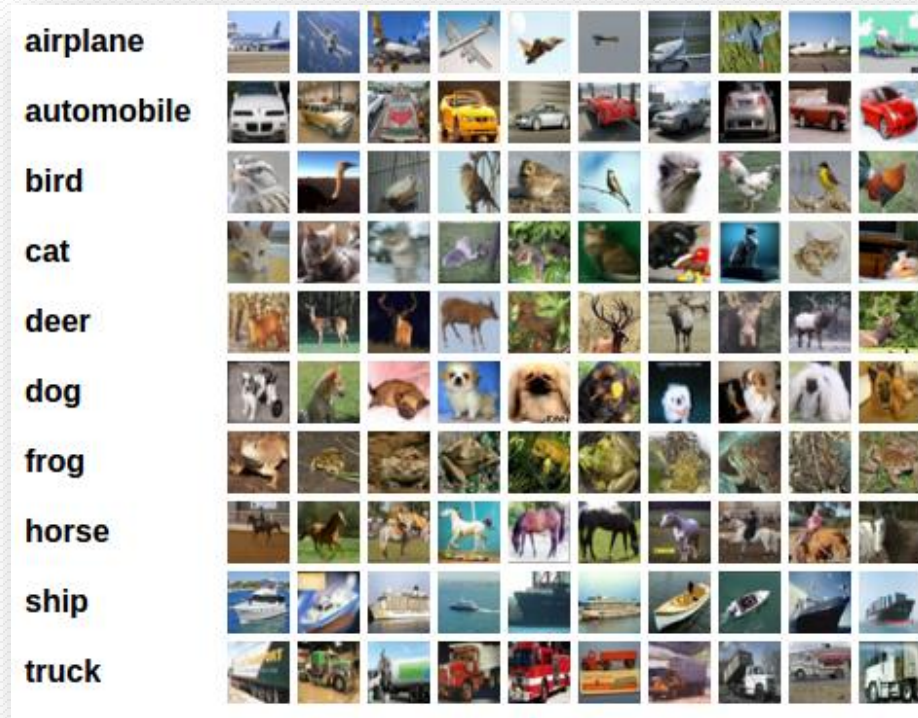 airplane
automobile
bird
cat
deer
dog
frog
horse
ship
truck